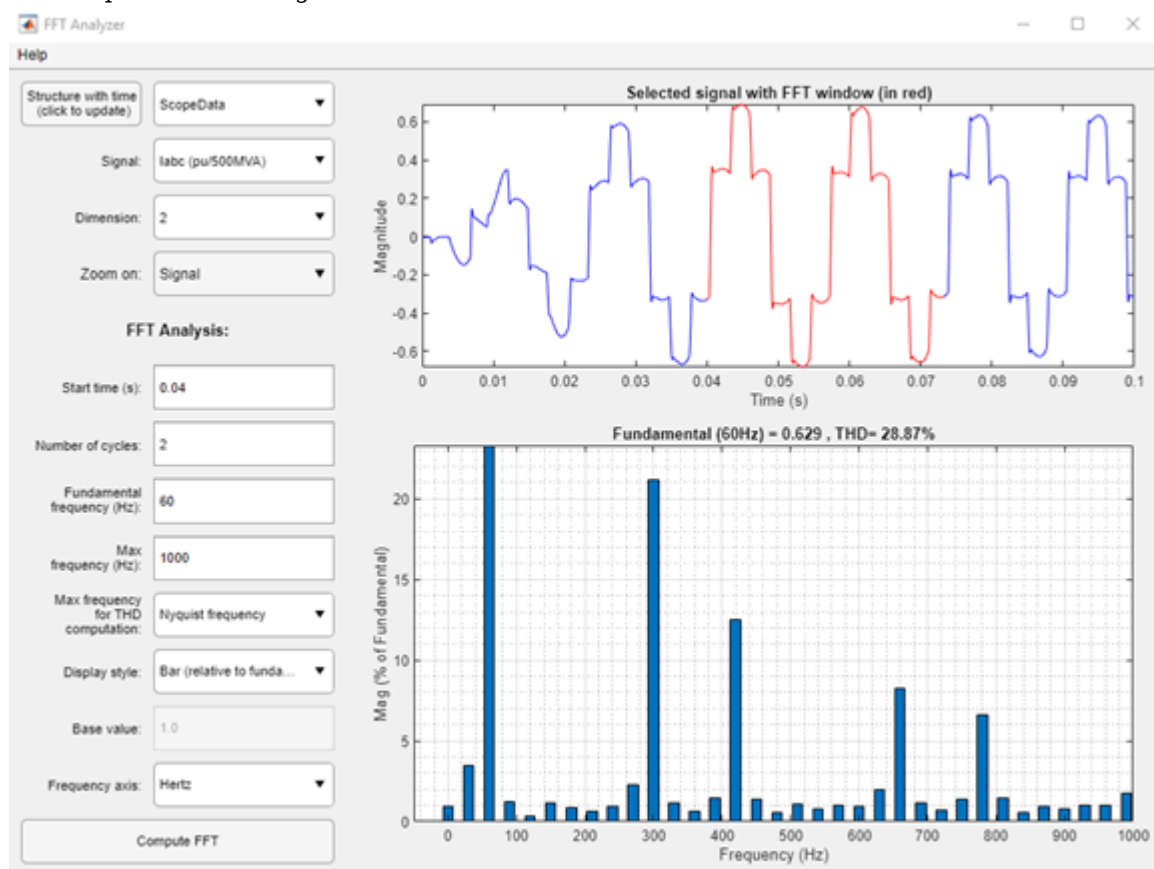 FFT Analyzer
Help
Structure with time
(click to update)
ScopeData
Signal:
Iabc (pu/500MVA)
Dimension:
2
Zoom on:
Signal
FFT Analysis:
Start time (s):
0.04
Number of cycles:
2
Fundamental
frequency (Hz):
60
Max
frequency (Hz):
1000
Max frequency
for THD
computation:
Nyquist frequency
Display style:
Bar (relative to funda...
Base value:
1.0
Frequency axis:
Hertz
Compute FFT
Selected signal with FFT window (in red)
Magnitude
0.6
0.4
0.2
0
-0.2
-0.4
-0.6
0 0.01 0.02 0.03 0.04 0.05 0.06 0.07 0.08 0.09 0.1
Time (s)
Fundamental (60Hz) = 0.629 , THD= 28.87%
Mag (% of Fundamental)
20
15
10
5
0
0 100 200 300 400 500 600 700 800 900 1000
Frequency (Hz)